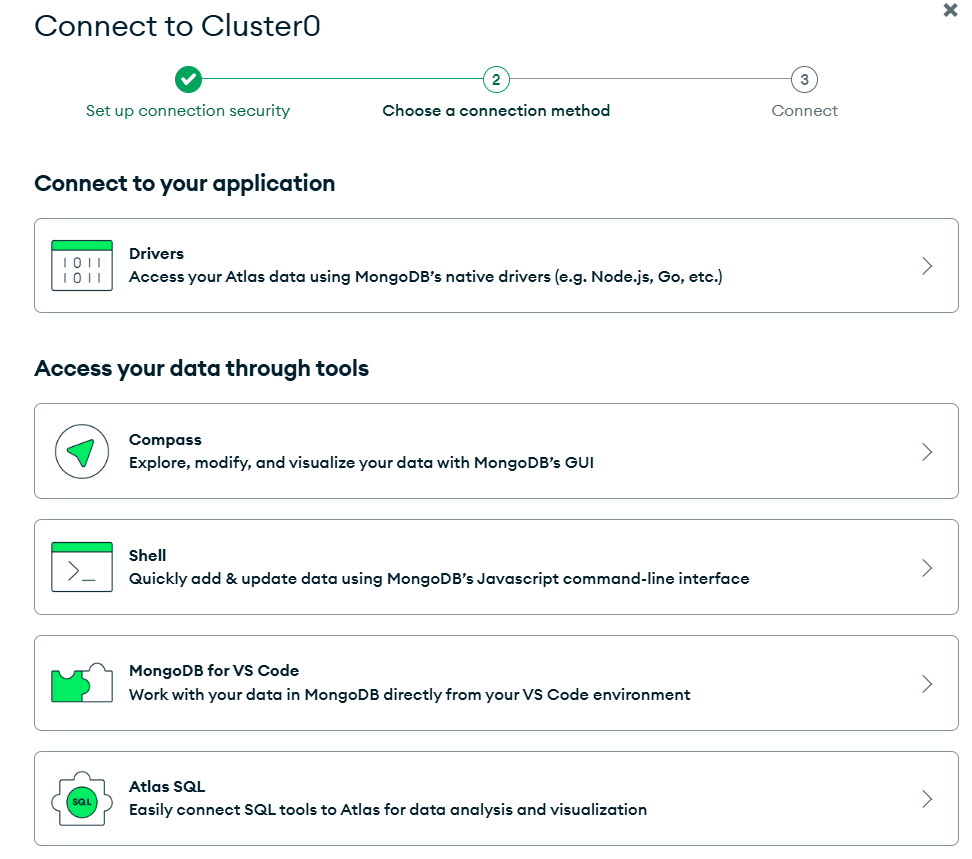 Connect to Cluster0
2
3
Set up connection security
Choose a connection method
Connect
Connect to your application
1011
1011
Drivers
Access your Atlas data using MongoDB's native drivers (e.g. Node.js, Go, etc.)
Access your data through tools
Compass
Explore, modify, and visualize your data with MongoDB's GUI
>_
Shell
Quickly add & update data using MongoDB's Javascript command-line interface
MongoDB for VS Code
Work with your data in MongoDB directly from your VS Code environment
SQL
Atlas SQL
Easily connect SQL tools to Atlas for data analysis and visualization